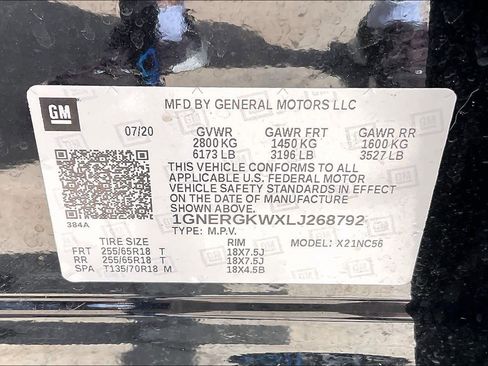 GM
MFD BY GENERAL MOTORS LLC
07/20 GVWR GAWR FRT GAWR RR
2800 KG 1450 KG 1600 KG
6173 LB 3196 LB 3527 LB
THIS VEHICLE CONFORMS TO ALL
APPLICABLE U.S. FEDERAL MOTOR
VEHICLE SAFETY STANDARDS IN EFFECT
ON THE DATE OF MANUFACTURE
SHOWN ABOVE.
384A 1GNERGKWXLJ268792
TYPE: M.P.V.
TIRE SIZE RIM MODEL: X21NC56
FRT 255/65R18 T 18X7.5J
RR 255/65R18 T 18X7.5J
SPA T135/70R18 M 18X4.5B